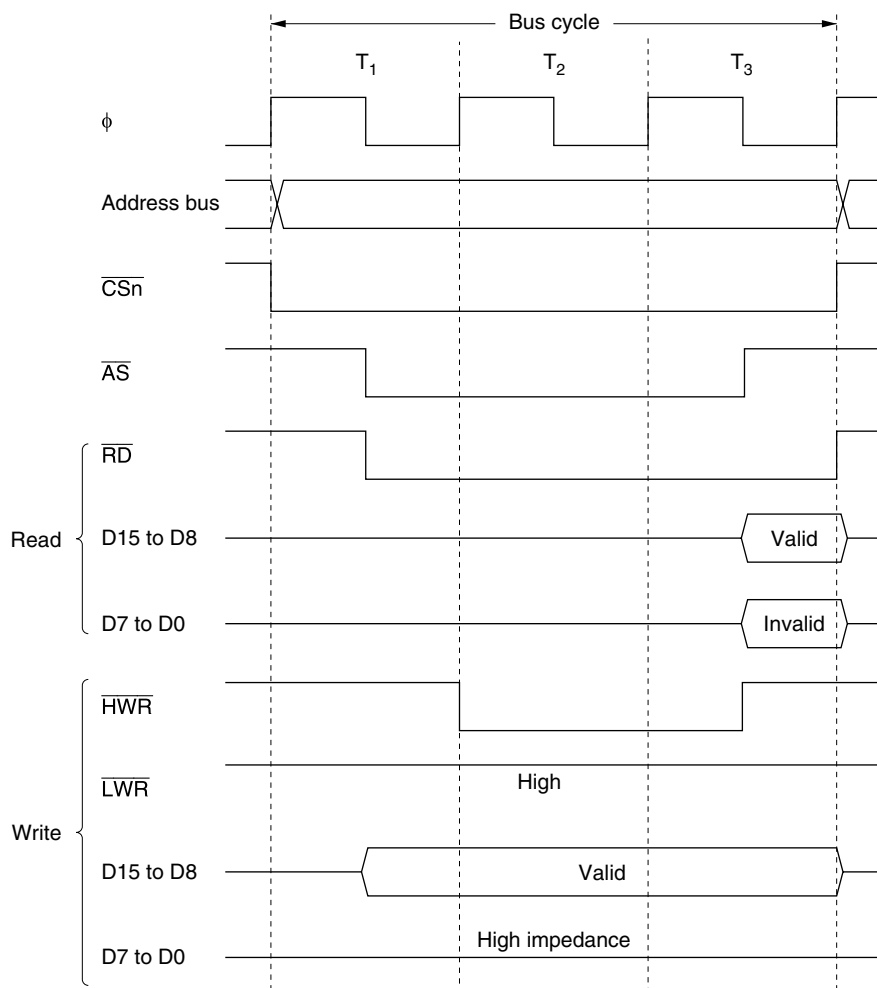 Bus cycle
T1 T2 T3
ϕ
Address bus
CSn
AS
RD
Read
D15 to D8
Valid
D7 to D0
Invalid
HWR
LWR
High
Write
D15 to D8
Valid
D7 to D0
High impedance